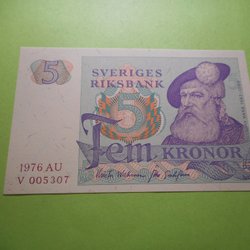 5
SVERIGES
RIKSBANK
5
1976 AU
V 005307
Fem KRONOR